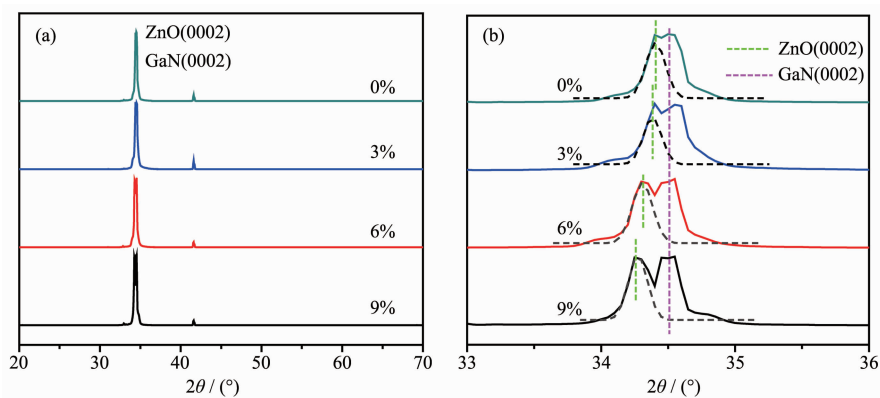 (a)
ZnO(0002)
GaN(0002)
0%
3%
6%
9%
20 30 40 50 60 70
2θ / (°)
(b)
ZnO(0002)
GaN(0002)
0%
3%
6%
9%
33 34 35 36
2θ / (°)